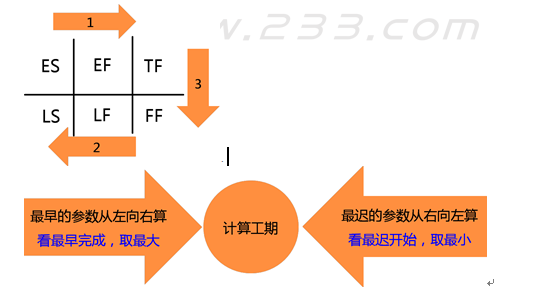 v.233.com
1
ES EF TF
3
LS LF FF
2
最早的参数从左向右算
看最早完成，取最大
计算工期
最迟的参数从右向左算
看最迟开始，取最小